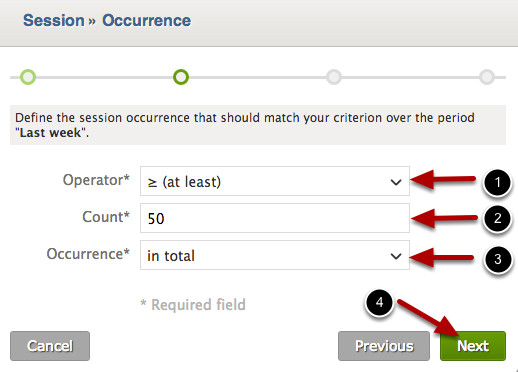 Session » Occurrence
Define the session occurrence that should match your criterion over the period
"Last week".
Operator* ≥ (at least) 1
Count* 50 2
Occurrence* in total 3
* Required field 4
Cancel Previous Next